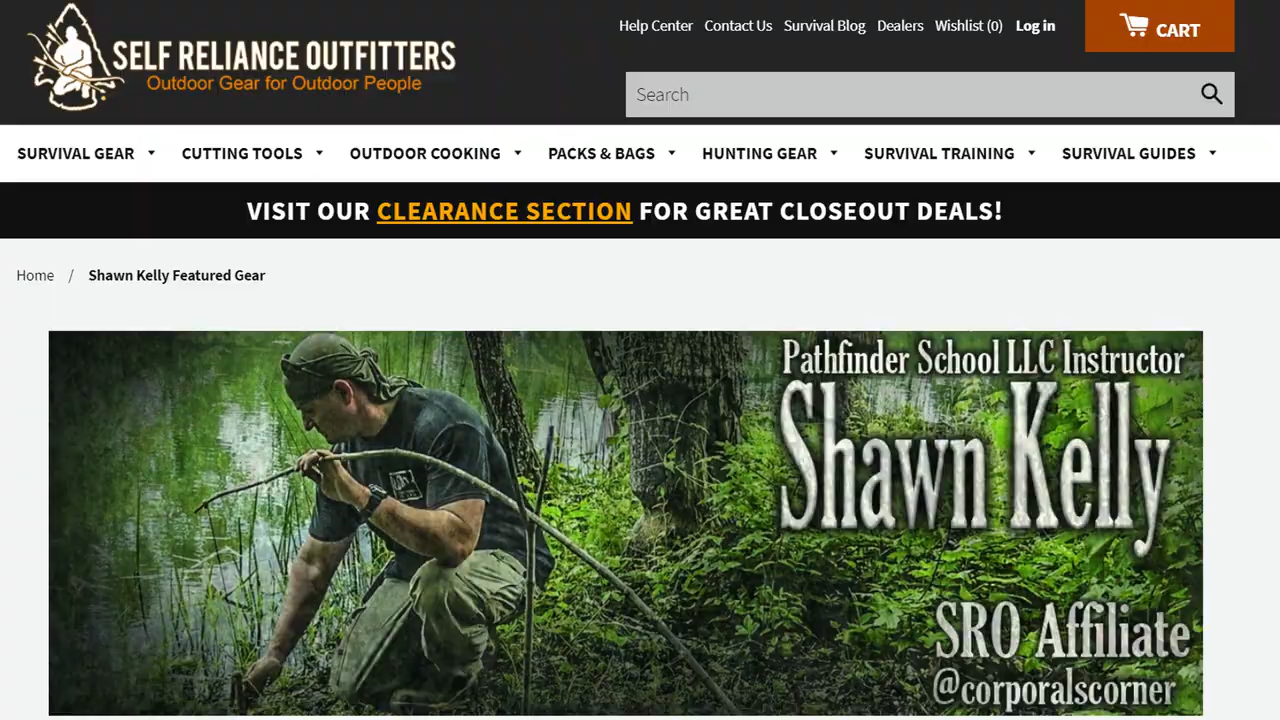 SELF RELIANCE OUTFITTERS
Outdoor Gear for Outdoor People
Help Center Contact Us Survival Blog Dealers Wishlist (0) Log in
CART
Search
SURVIVAL GEAR CUTTING TOOLS OUTDOOR COOKING PACKS & BAGS HUNTING GEAR SURVIVAL TRAINING SURVIVAL GUIDES
VISIT OUR CLEARANCE SECTION FOR GREAT CLOSEOUT DEALS!
Home / Shawn Kelly Featured Gear
Pathfinder School LLC Instructor
Shawn Kelly
SRO Affiliate
@corporalscorner